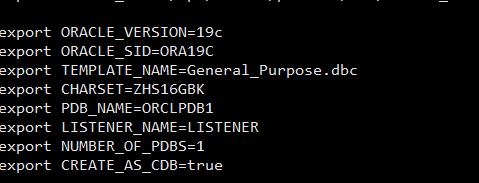 export ORACLE_VERSION=19c
export ORACLE_SID=ORA19C
export TEMPLATE_NAME=General_Purpose.dbc
export CHARSET=ZHS16GBK
export PDB_NAME=ORCLPDB1
export LISTENER_NAME=LISTENER
export NUMBER_OF_PDBS=1
export CREATE_AS_CDB=true